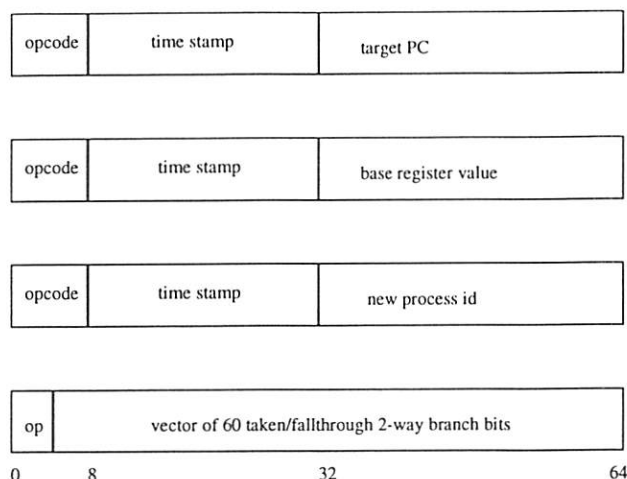 opcode time stamp target PC
opcode time stamp base register value
opcode time stamp new process id
op vector of 60 taken/fallthrough 2-way branch bits
0 8 32 64